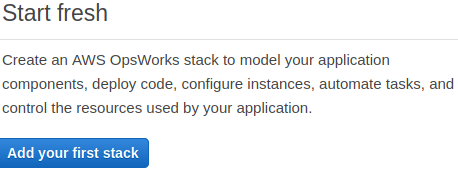 Start fresh
Create an AWS OpsWorks stack to model your application
components, deploy code, configure instances, automate tasks, and
control the resources used by your application.
Add your first stack